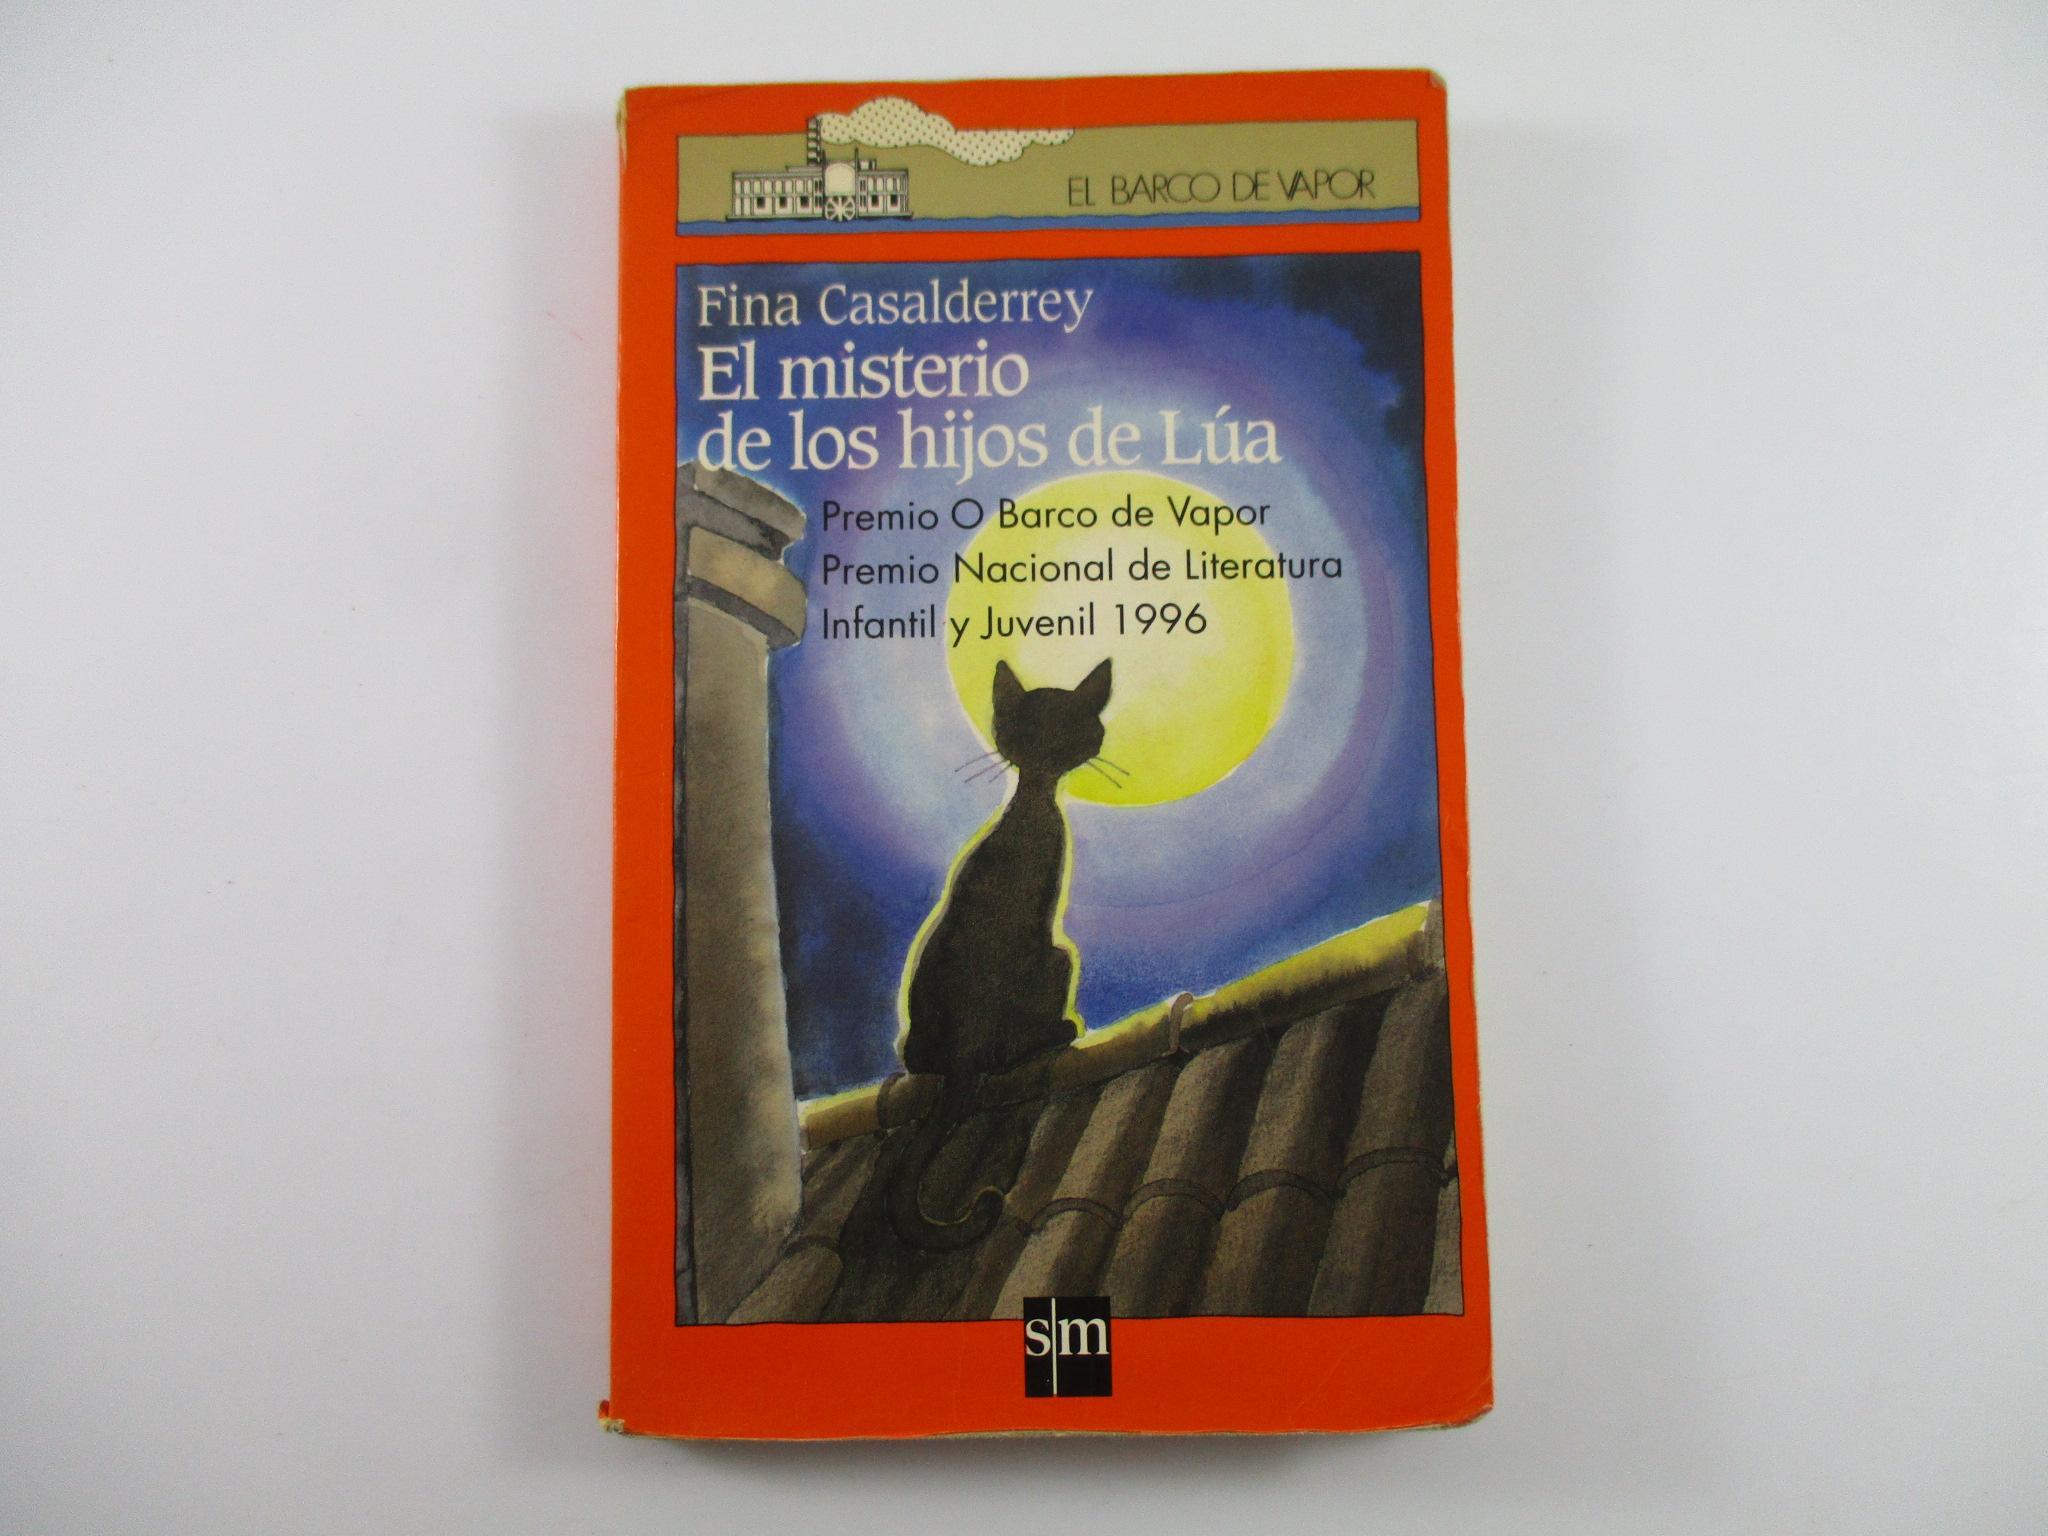 EL BARCO DE VAPOR
Fina Casalderrey
El misterio
de los hijos de Lúa
Premio O Barco de Vapor
Premio Nacional de Literatura
Infantil y Juvenil 1996
s|m